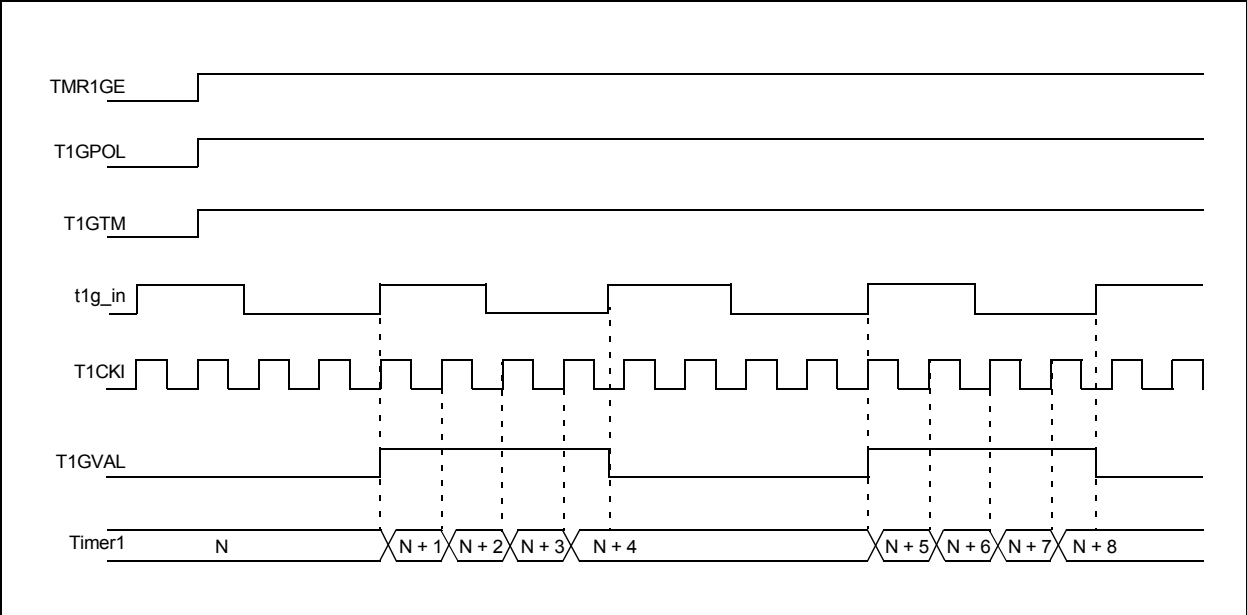 TMR1GE
T1GPOL
T1GTM
t1g_in
T1CKI
T1GVAL
Timer1 N N + 1 N + 2 N + 3 N + 4 N + 5 N + 6 N + 7 N + 8